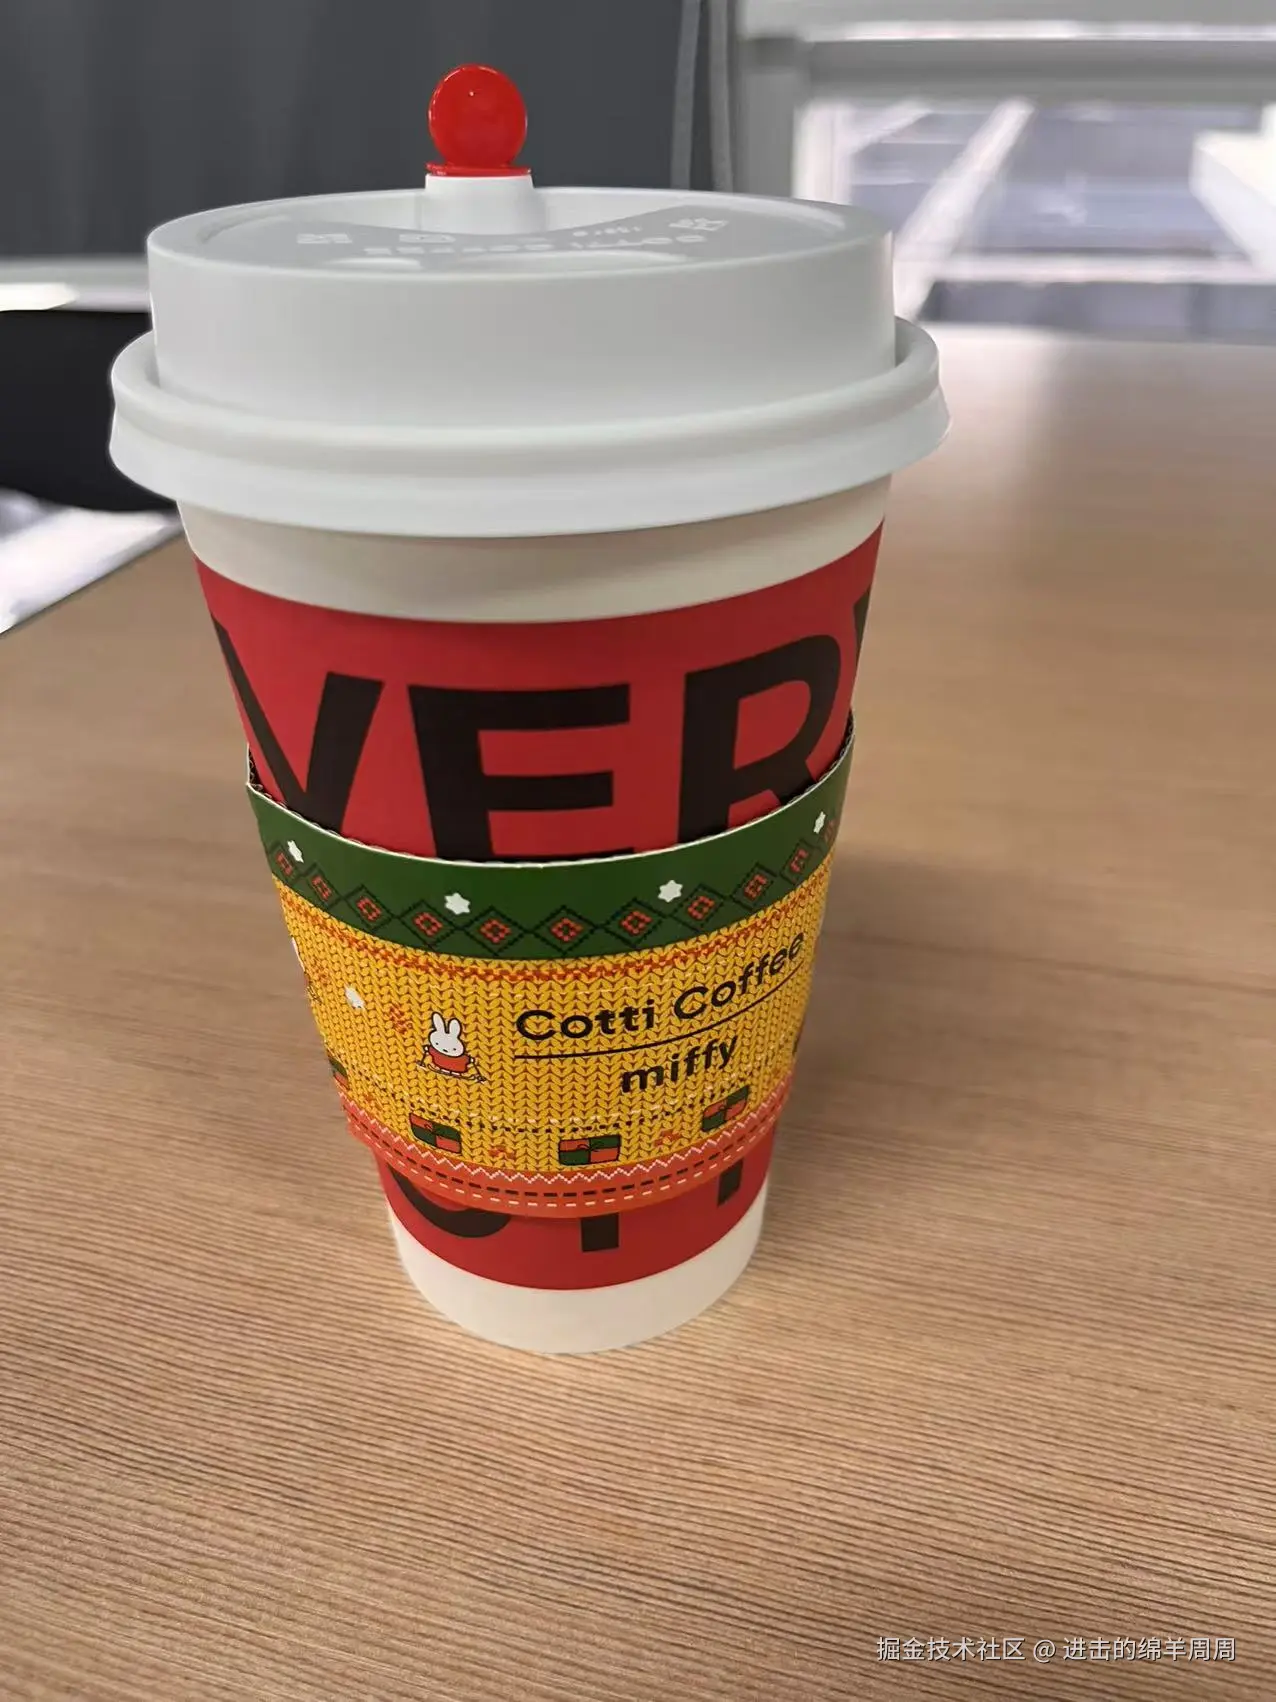 VER
Cotti Coffee
miffy
掘金技术社区 @ 进击的绵羊周周